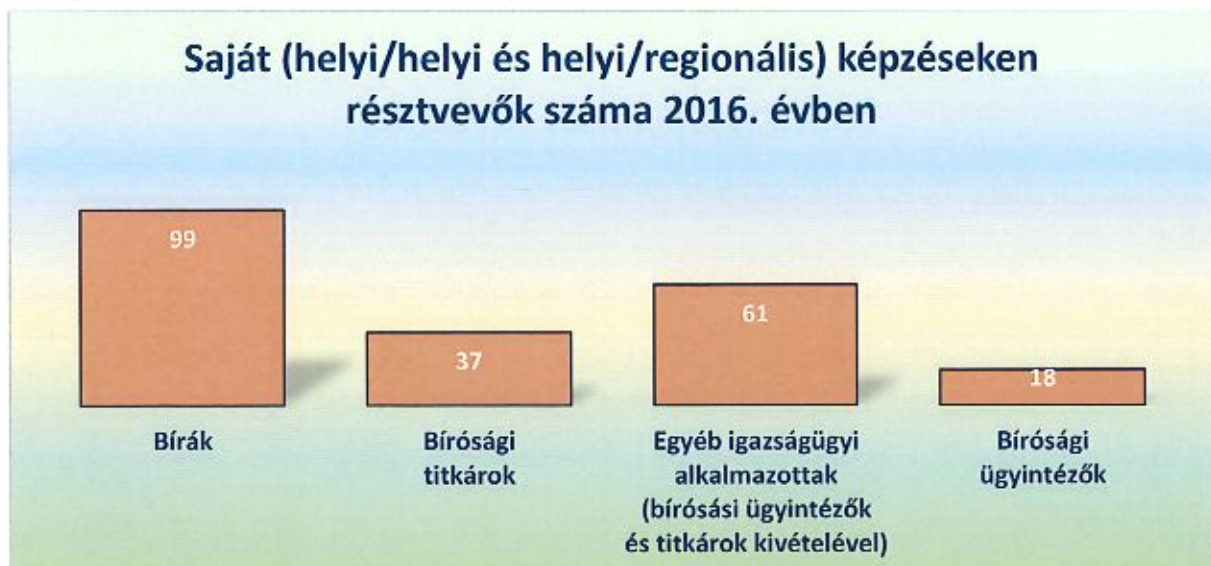 Saját (helyi/helyi és helyi/regionális) képzéseken
résztvevők száma 2016. évben
99
37
61
18
Bírák
Bírósági
titkárok
Egyéb igazságügyi
alkalmazottak
(bírósási ügyintézők
és titkárok kivételével)
Bírósági
ügyintézők